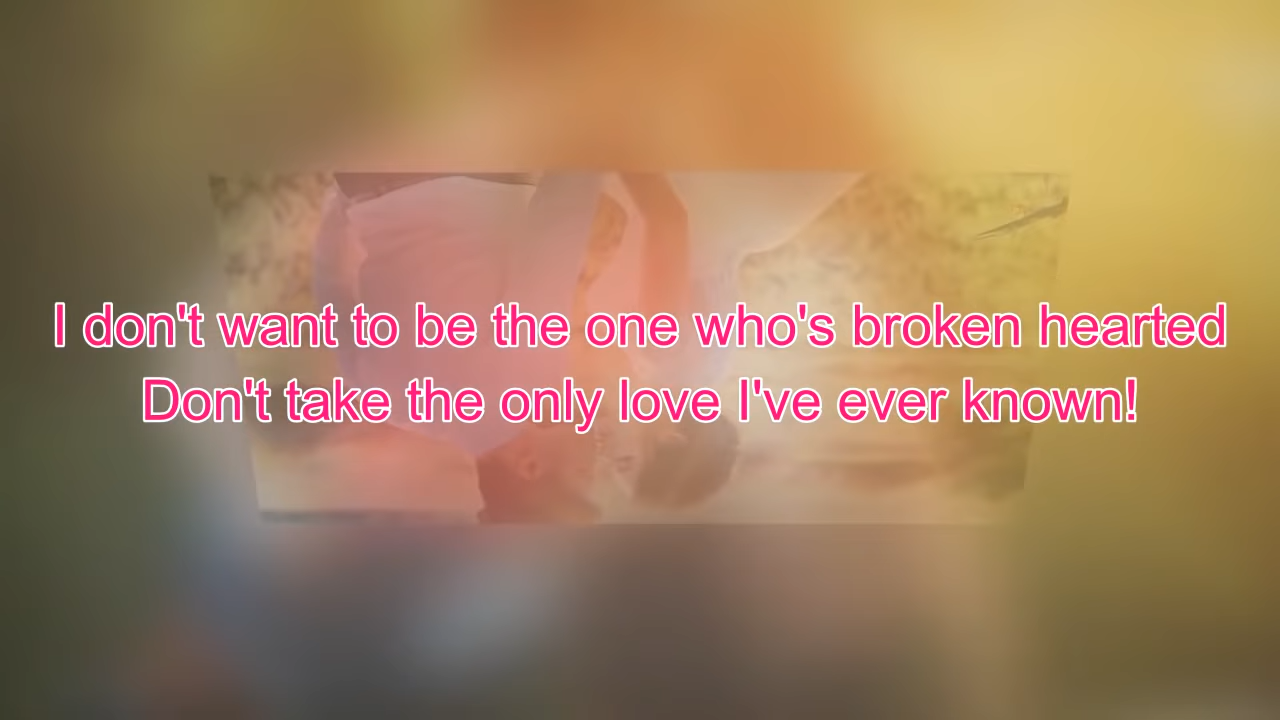 I don't want to be the one who's broken hearted
Don't take the only love I've ever known!